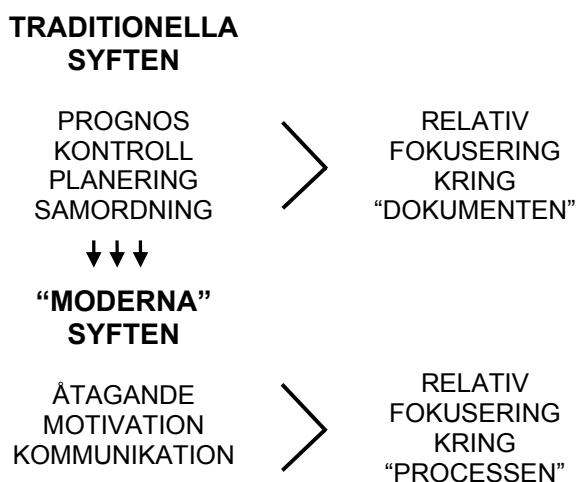 TRADITIONELLA
SYFTEN
PROGNOS
KONTROLL
PLANERING
SAMORDNING
RELATIV
FOKUSERING
KRING
“DOKUMENTEN”
“MODERNA”
SYFTEN
ÅTAGANDE
MOTIVATION
KOMMUNIKATION
RELATIV
FOKUSERING
KRING
“PROCESSEN”